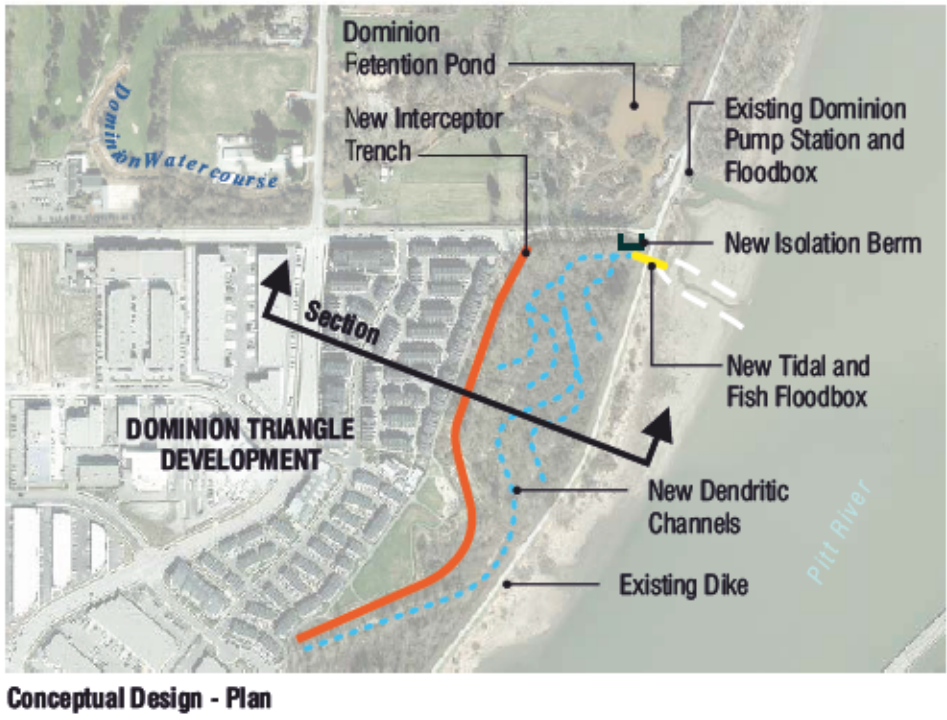 Dominion
Retention Pond
New Interceptor
Trench
Existing Dominion
Pump Station and
Floodbox
Dominion Watercourse
New Isolation Berm
Section
New Tidal and
Fish Floodbox
DOMINION TRIANGLE
DEVELOPMENT
New Dendritic
Channels
Pitt River
Existing Dike
Conceptual Design - Plan